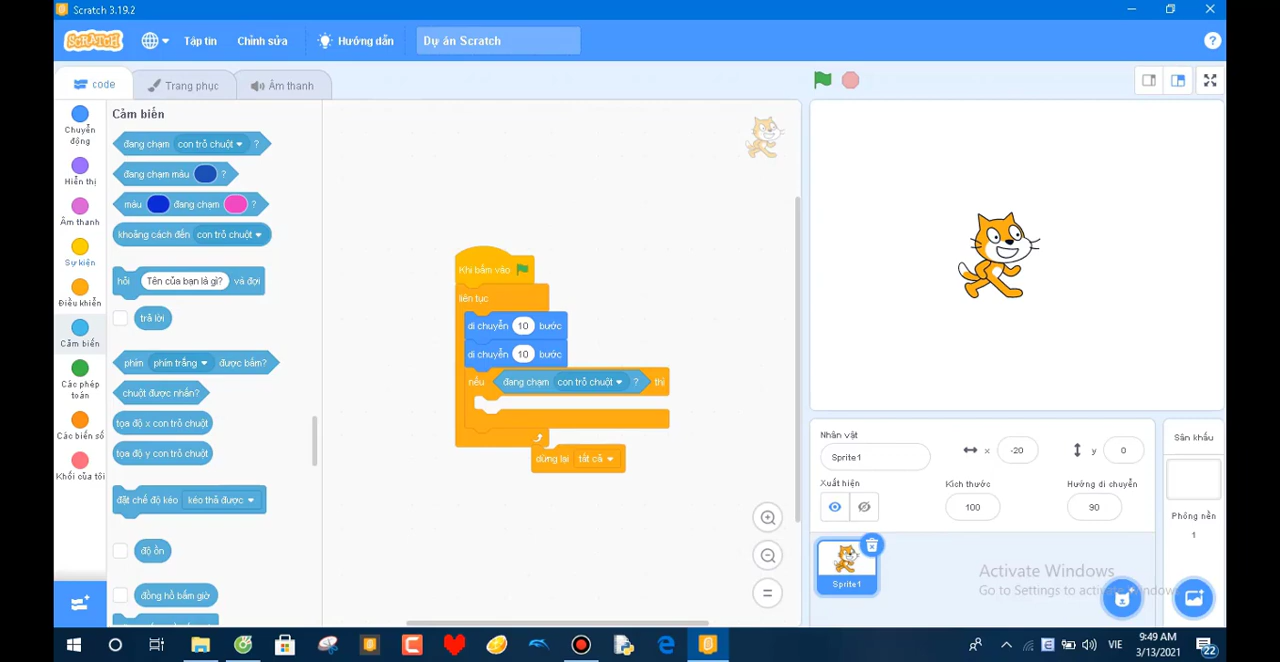 Scratch 3.19.2
SCRATCH
Tập tin
Chỉnh sửa
Hướng dẫn
Dự án Scratch
?
code
Trang phục
Âm thanh
Chuyển động
Hiển thị
Âm thanh
Sự kiện
Điều khiển
Cảm biến
Các phép toán
Các biến số
Khối của tôi
Cảm biến
đang chạm con trỏ chuột ?
đang chạm màu ?
màu đang chạm ?
khoảng cách đến con trỏ chuột
hỏi Tên của bạn là gì? và đợi
trả lời
phím phím trắng được bấm?
chuột được nhấn?
tọa độ x con trỏ chuột
tọa độ y con trỏ chuột
đặt chế độ kéo kéo thả được
độ ồn
đồng hồ bấm giờ
Khi bấm vào
liên tục
di chuyển 10 bước
di chuyển 10 bước
nếu đang chạm con trỏ chuột ? thì
dừng lại tất cả
Nhân vật
Sprite1
x -20
y 0
Xuất hiện
Kích thước
100
Hướng di chuyển
90
Sprite1
Sân khấu
Phông nền
1
Activate Windows
Go to Settings to activate Windows.
VIE
9:49 AM
3/13/2021
22